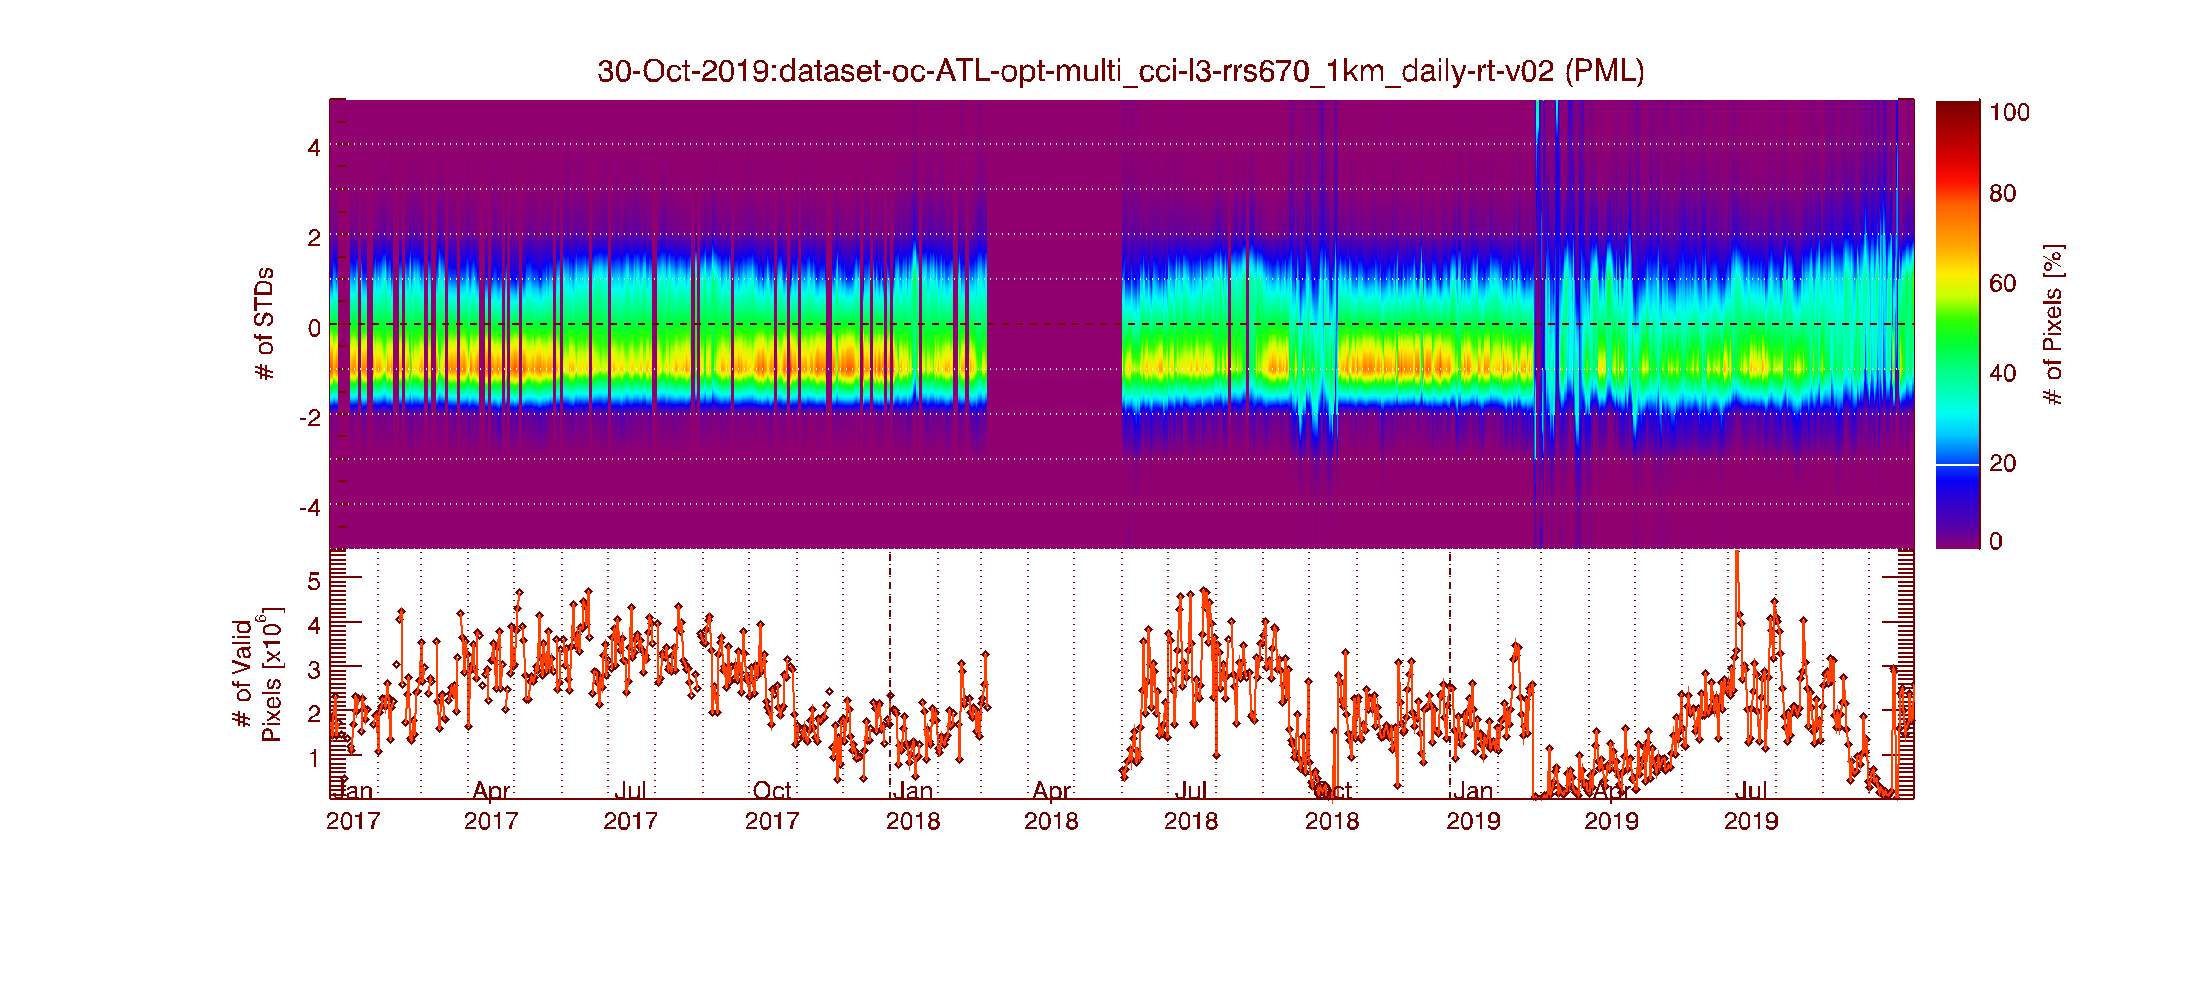 30-Oct-2019:dataset-oc-ATL-opt-multi_cci-l3-rrs670_1km_daily-rt-v02 (PML)
# of STDs
4
2
0
-2
-4
100
80
60
40
20
0
# of Pixels [%]
# of Valid
Pixels [x10^6]
5
4
3
2
1
Jan Apr Jul Oct Jan Apr Jul Oct Jan Apr Jul
2017 2017 2017 2017 2018 2018 2018 2018 2019 2019 2019